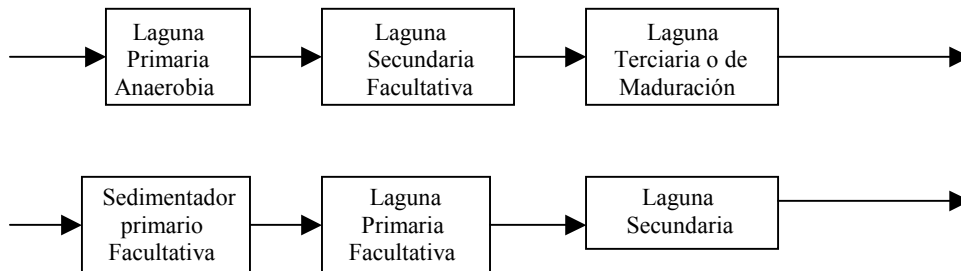 Laguna
Primaria
Anaerobia
Laguna
Secundaria
Facultativa
Laguna
Terciaria o de
Maduración
Sedimentador
primario
Facultativa
Laguna
Primaria
Facultativa
Laguna
Secundaria